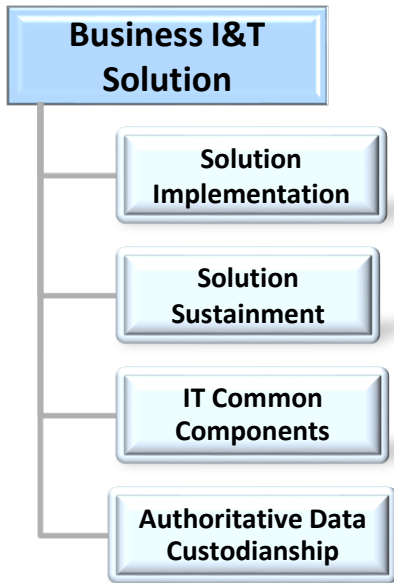 Business I&T
Solution
Solution
Implementation
Solution
Sustainment
IT Common
Components
Authoritative Data
Custodianship